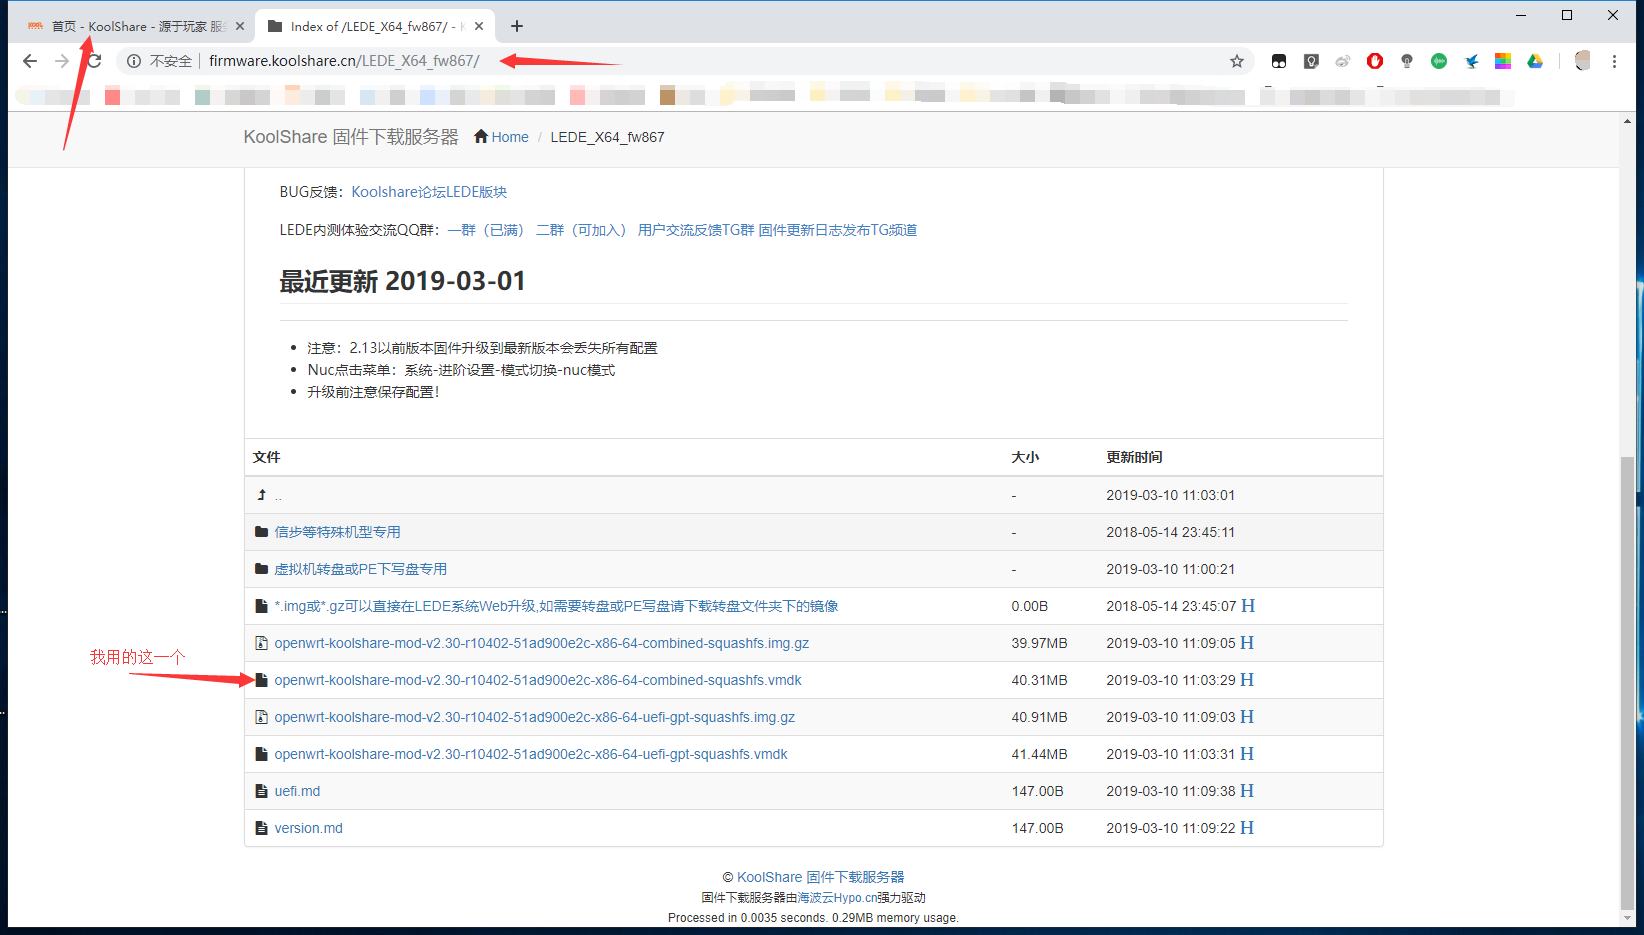 首页 - KoolShare - 源于玩家 服
Index of /LEDE_X64_fw867/ - K
不安全 firmware.koolshare.cn/LEDE_X64_fw867/
KoolShare 固件下载服务器 Home / LEDE_X64_fw867
BUG反馈：Koolshare论坛LEDE版块
LEDE内测体验交流QQ群：一群（已满） 二群（可加入） 用户交流反馈TG群 固件更新日志发布TG频道
最近更新 2019-03-01
注意：2.13以前版本固件升级到最新版本会丢失所有配置
Nuc点击菜单：系统-进阶设置-模式切换-nuc模式
升级前注意保存配置！
文件 大小 更新时间
.. - 2019-03-10 11:03:01
信步等特殊机型专用 - 2018-05-14 23:45:11
虚拟机转盘或PE下写盘专用 - 2019-03-10 11:00:21
*.img或*.gz可以直接在LEDE系统Web升级,如需要转盘或PE写盘请下载转盘文件夹下的镜像 0.00B 2018-05-14 23:45:07 H
openwrt-koolshare-mod-v2.30-r10402-51ad900e2c-x86-64-combined-squashfs.img.gz 39.97MB 2019-03-10 11:09:05 H
我用的这一个
openwrt-koolshare-mod-v2.30-r10402-51ad900e2c-x86-64-combined-squashfs.vmdk 40.31MB 2019-03-10 11:03:29 H
openwrt-koolshare-mod-v2.30-r10402-51ad900e2c-x86-64-uefi-gpt-squashfs.img.gz 40.91MB 2019-03-10 11:09:03 H
openwrt-koolshare-mod-v2.30-r10402-51ad900e2c-x86-64-uefi-gpt-squashfs.vmdk 41.44MB 2019-03-10 11:03:31 H
uefi.md 147.00B 2019-03-10 11:09:38 H
version.md 147.00B 2019-03-10 11:09:22 H
© KoolShare 固件下载服务器
固件下载服务器由海波云Hypo.cn强力驱动
Processed in 0.0035 seconds. 0.29MB memory usage.